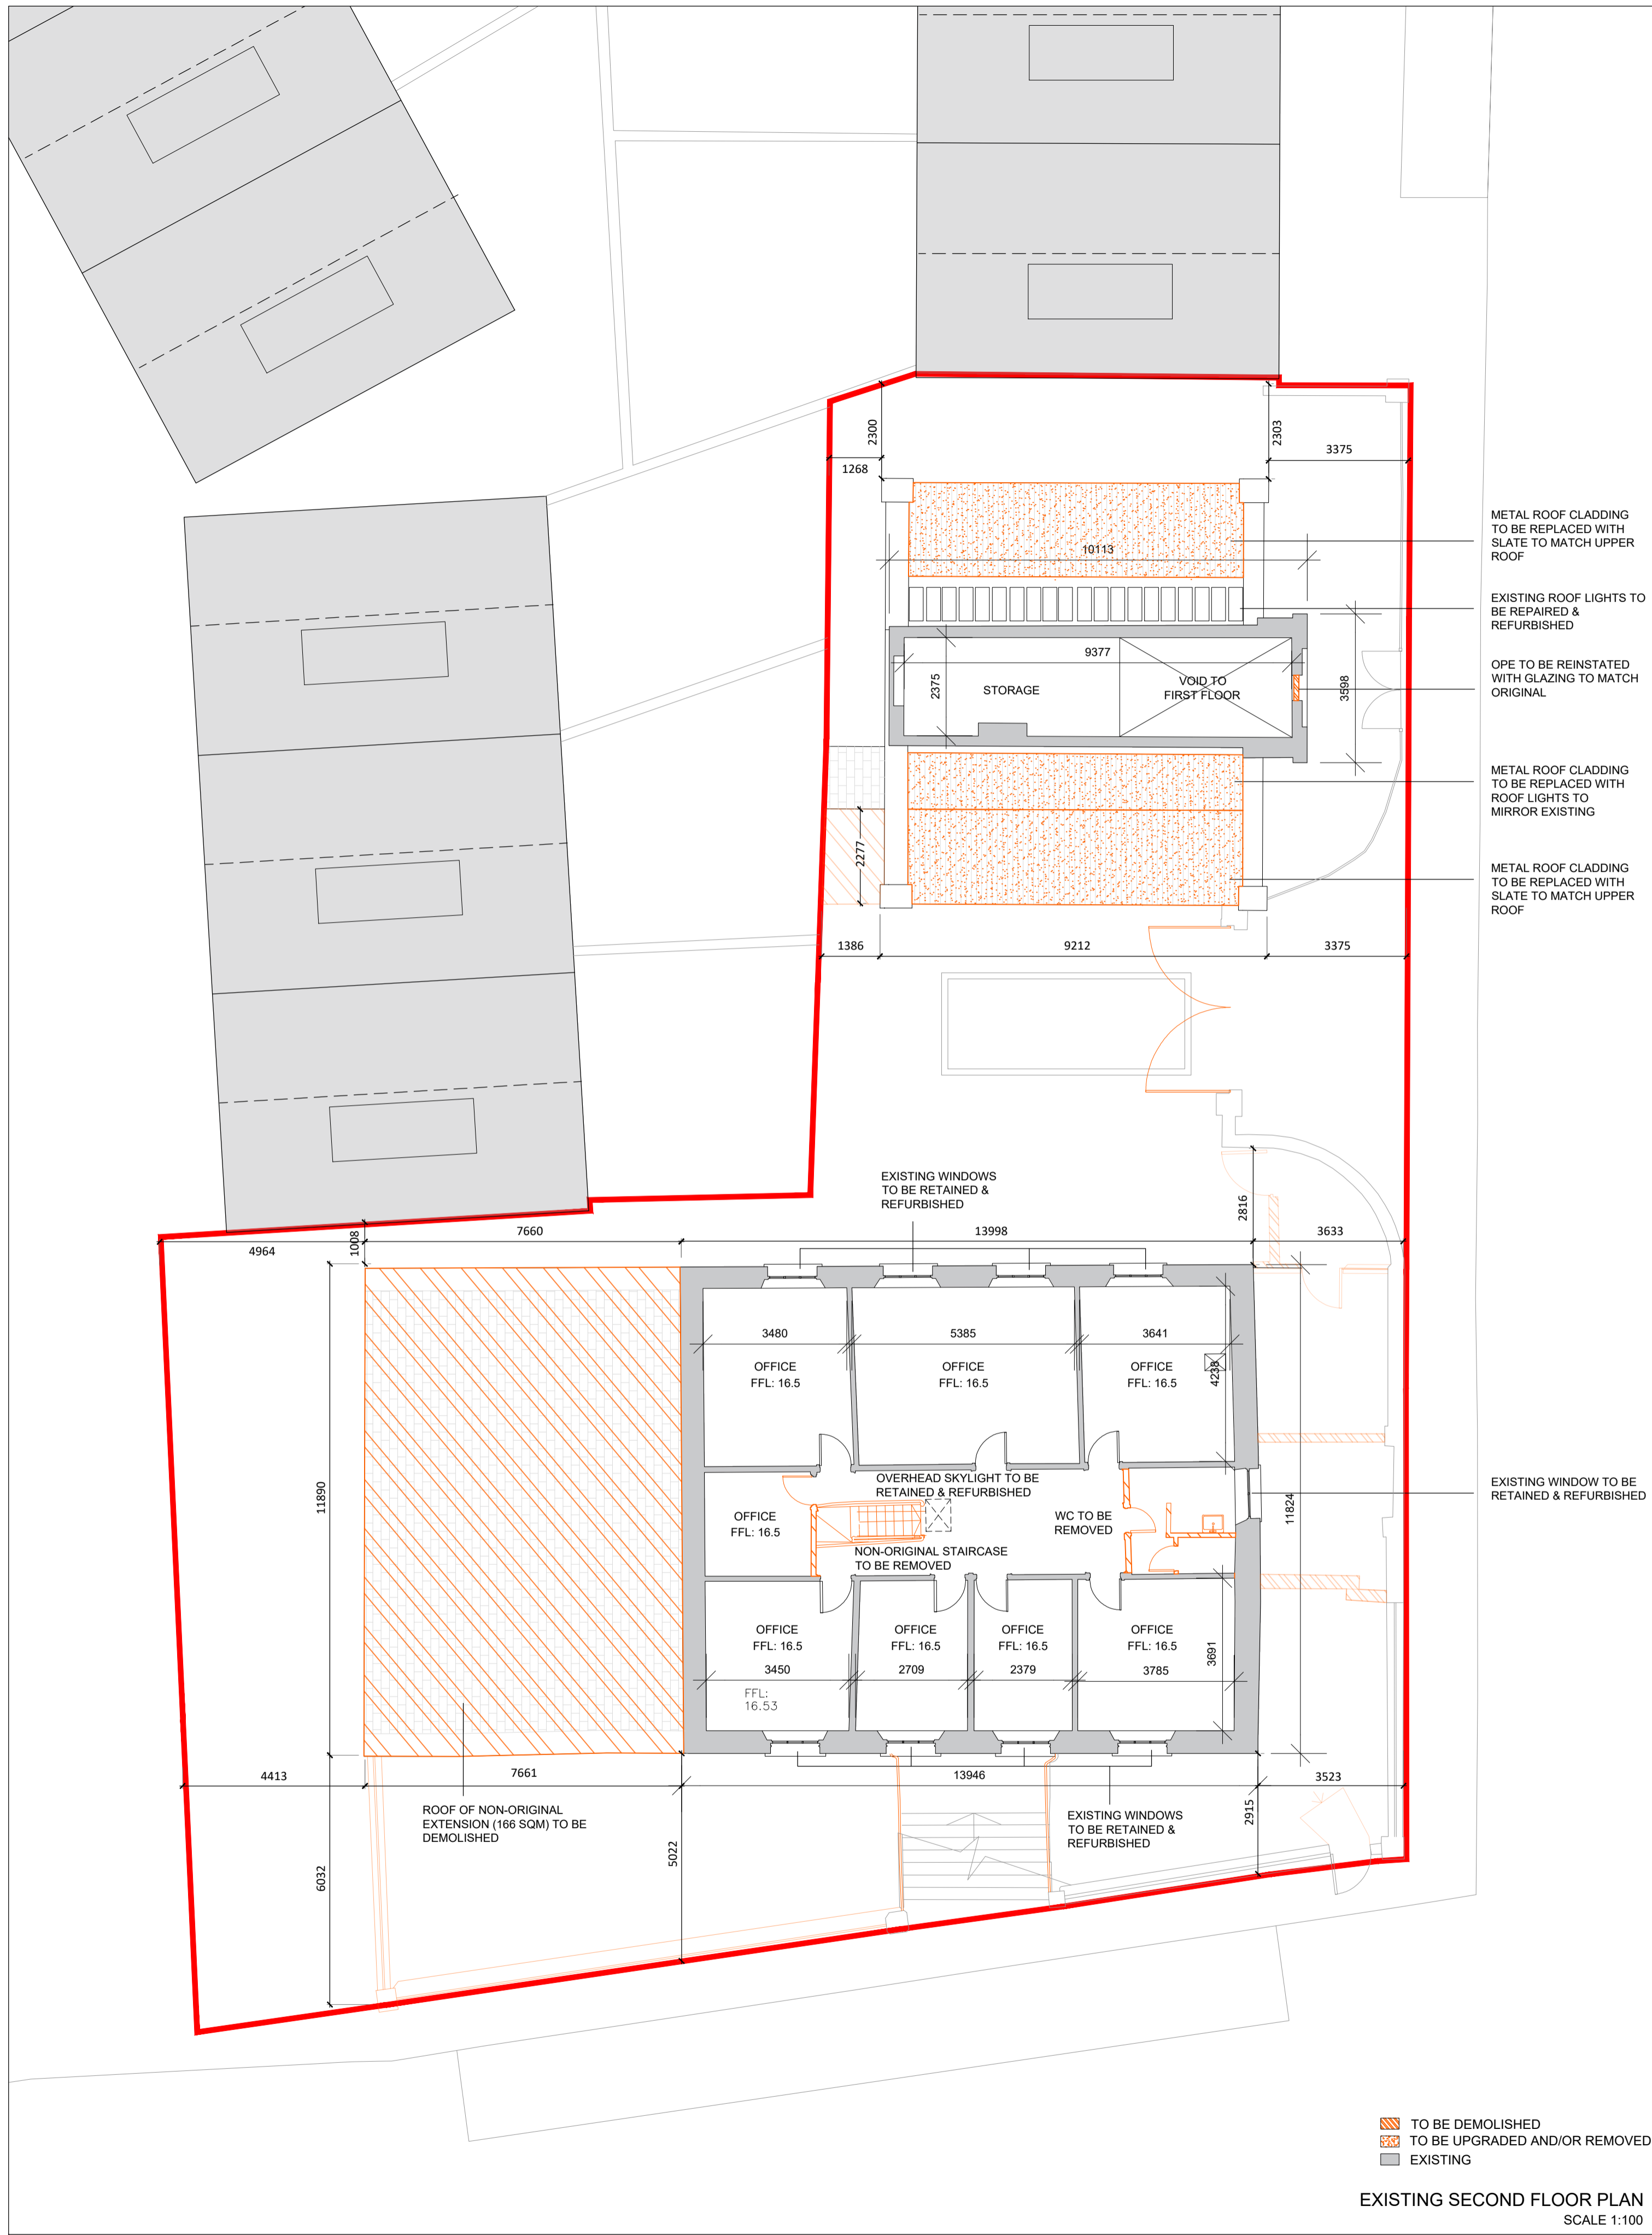 2300
2303
1268
3375
METAL ROOF CLADDING
TO BE REPLACED WITH
SLATE TO MATCH UPPER
ROOF
10113
EXISTING ROOF LIGHTS TO
BE REPAIRED &
REFURBISHED
9377
2375
STORAGE
VOID TO
FIRST FLOOR
3598
OPE TO BE REINSTATED
WITH GLAZING TO MATCH
ORIGINAL
METAL ROOF CLADDING
TO BE REPLACED WITH
ROOF LIGHTS TO
MIRROR EXISTING
2277
METAL ROOF CLADDING
TO BE REPLACED WITH
SLATE TO MATCH UPPER
ROOF
1386
9212
3375
EXISTING WINDOWS
TO BE RETAINED &
REFURBISHED
2816
4964
1008
7660
13998
3633
3480
5385
3641
OFFICE
FFL: 16.5
OFFICE
FFL: 16.5
OFFICE
FFL: 16.5
4238
11890
OVERHEAD SKYLIGHT TO BE
RETAINED & REFURBISHED
EXISTING WINDOW TO BE
RETAINED & REFURBISHED
OFFICE
FFL: 16.5
WC TO BE
REMOVED
11824
NON-ORIGINAL STAIRCASE
TO BE REMOVED
OFFICE
FFL: 16.5
OFFICE
FFL: 16.5
OFFICE
FFL: 16.5
OFFICE
FFL: 16.5
3691
3450
2709
2379
3785
FFL:
16.53
4413
7661
13946
3523
ROOF OF NON-ORIGINAL
EXTENSION (166 SQM) TO BE
DEMOLISHED
EXISTING WINDOWS
TO BE RETAINED &
REFURBISHED
2915
5022
6032
TO BE DEMOLISHED
TO BE UPGRADED AND/OR REMOVED
EXISTING
EXISTING SECOND FLOOR PLAN
SCALE 1:100